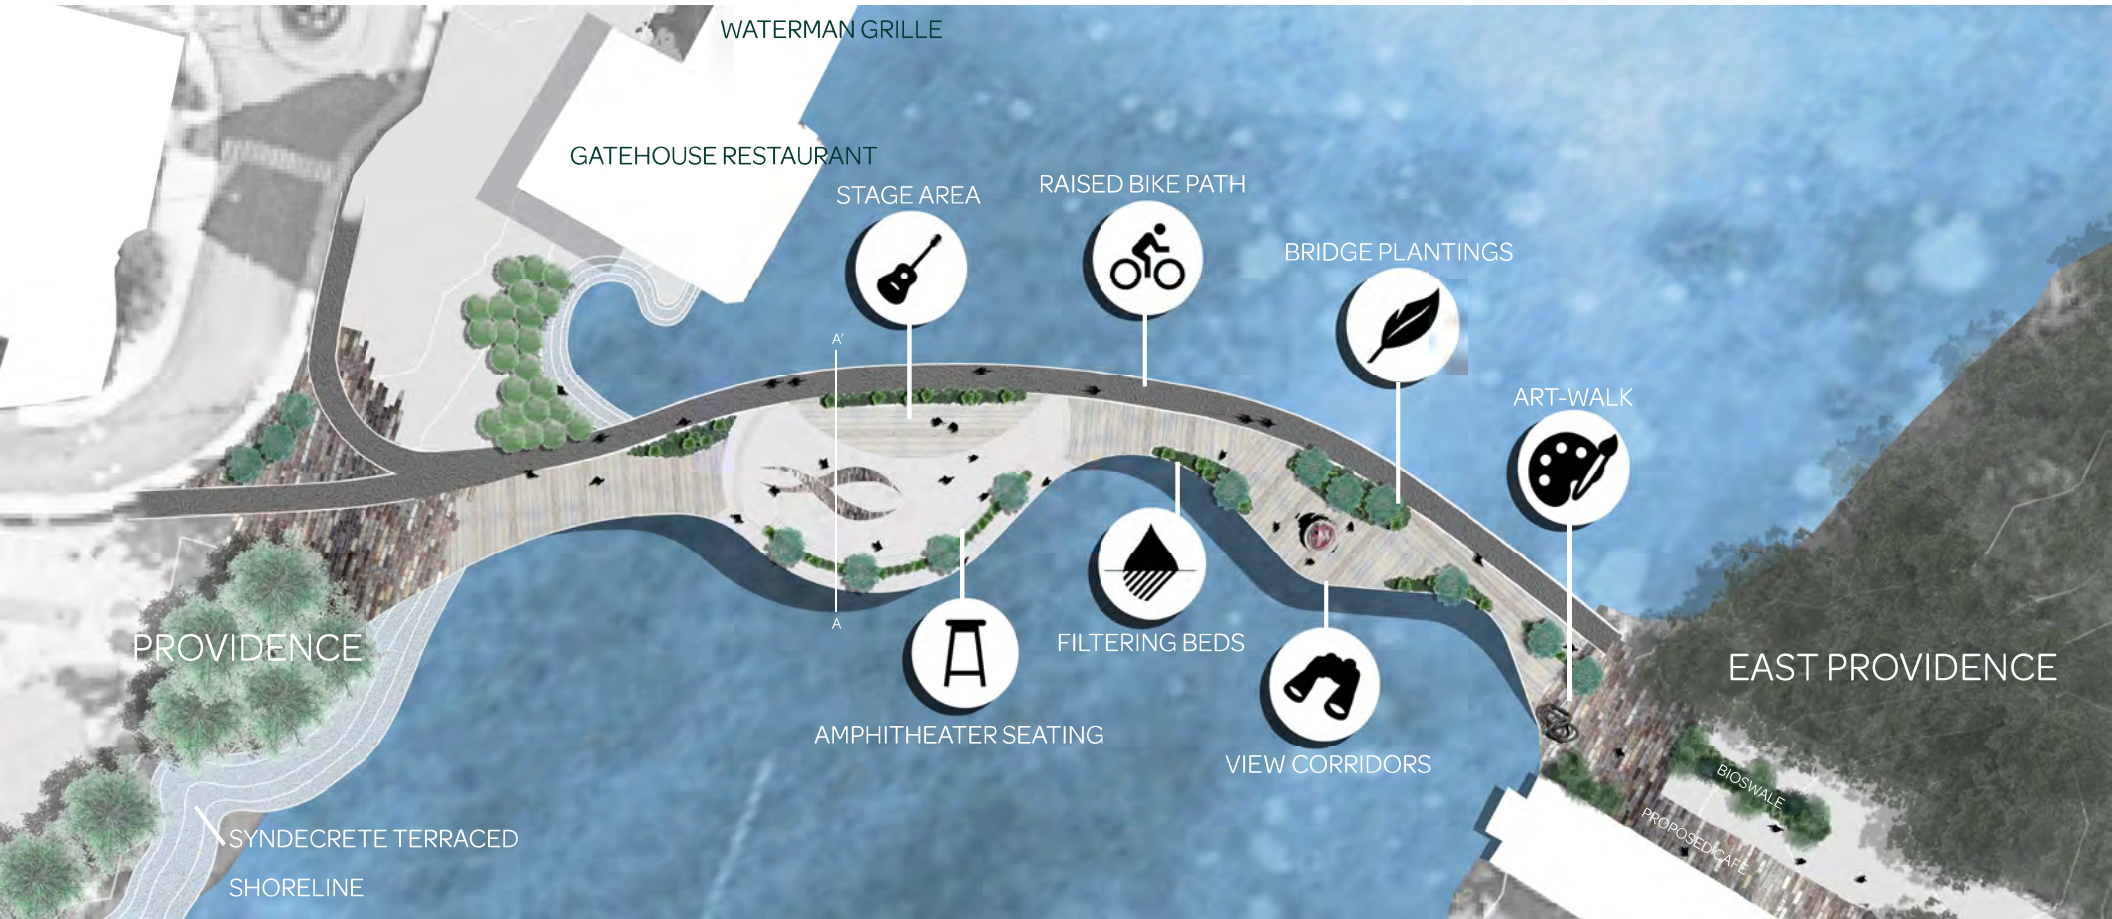 WATERMAN GRILLE
GATEHOUSE RESTAURANT
STAGE AREA
RAISED BIKE PATH
BRIDGE PLANTINGS
ART-WALK
A'
A
PROVIDENCE
EAST PROVIDENCE
FILTERING BEDS
AMPHITHEATER SEATING
VIEW CORRIDORS
BIOSWALE
PROPOSED CAFE
SYNDECRETE TERRACED
SHORELINE